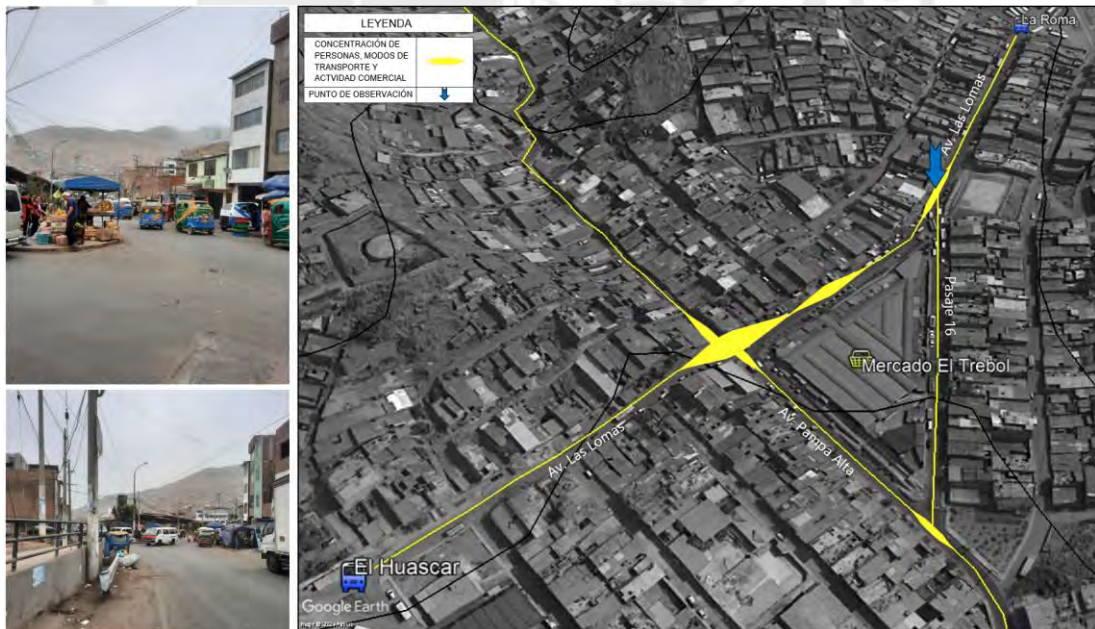 LEYENDA
CONCENTRACIÓN DE
PERSONAS, MODOS DE
TRANSPORTE Y
ACTVIDAD COMERCIAL
PUNTO DE OBSERVACIÓN
La Roma
Av. Las Lomas
Pasaje 16
Mercado El Trebol
Av. Pampa Alta
Av. Las Lomas
El Huascar
Google Earth